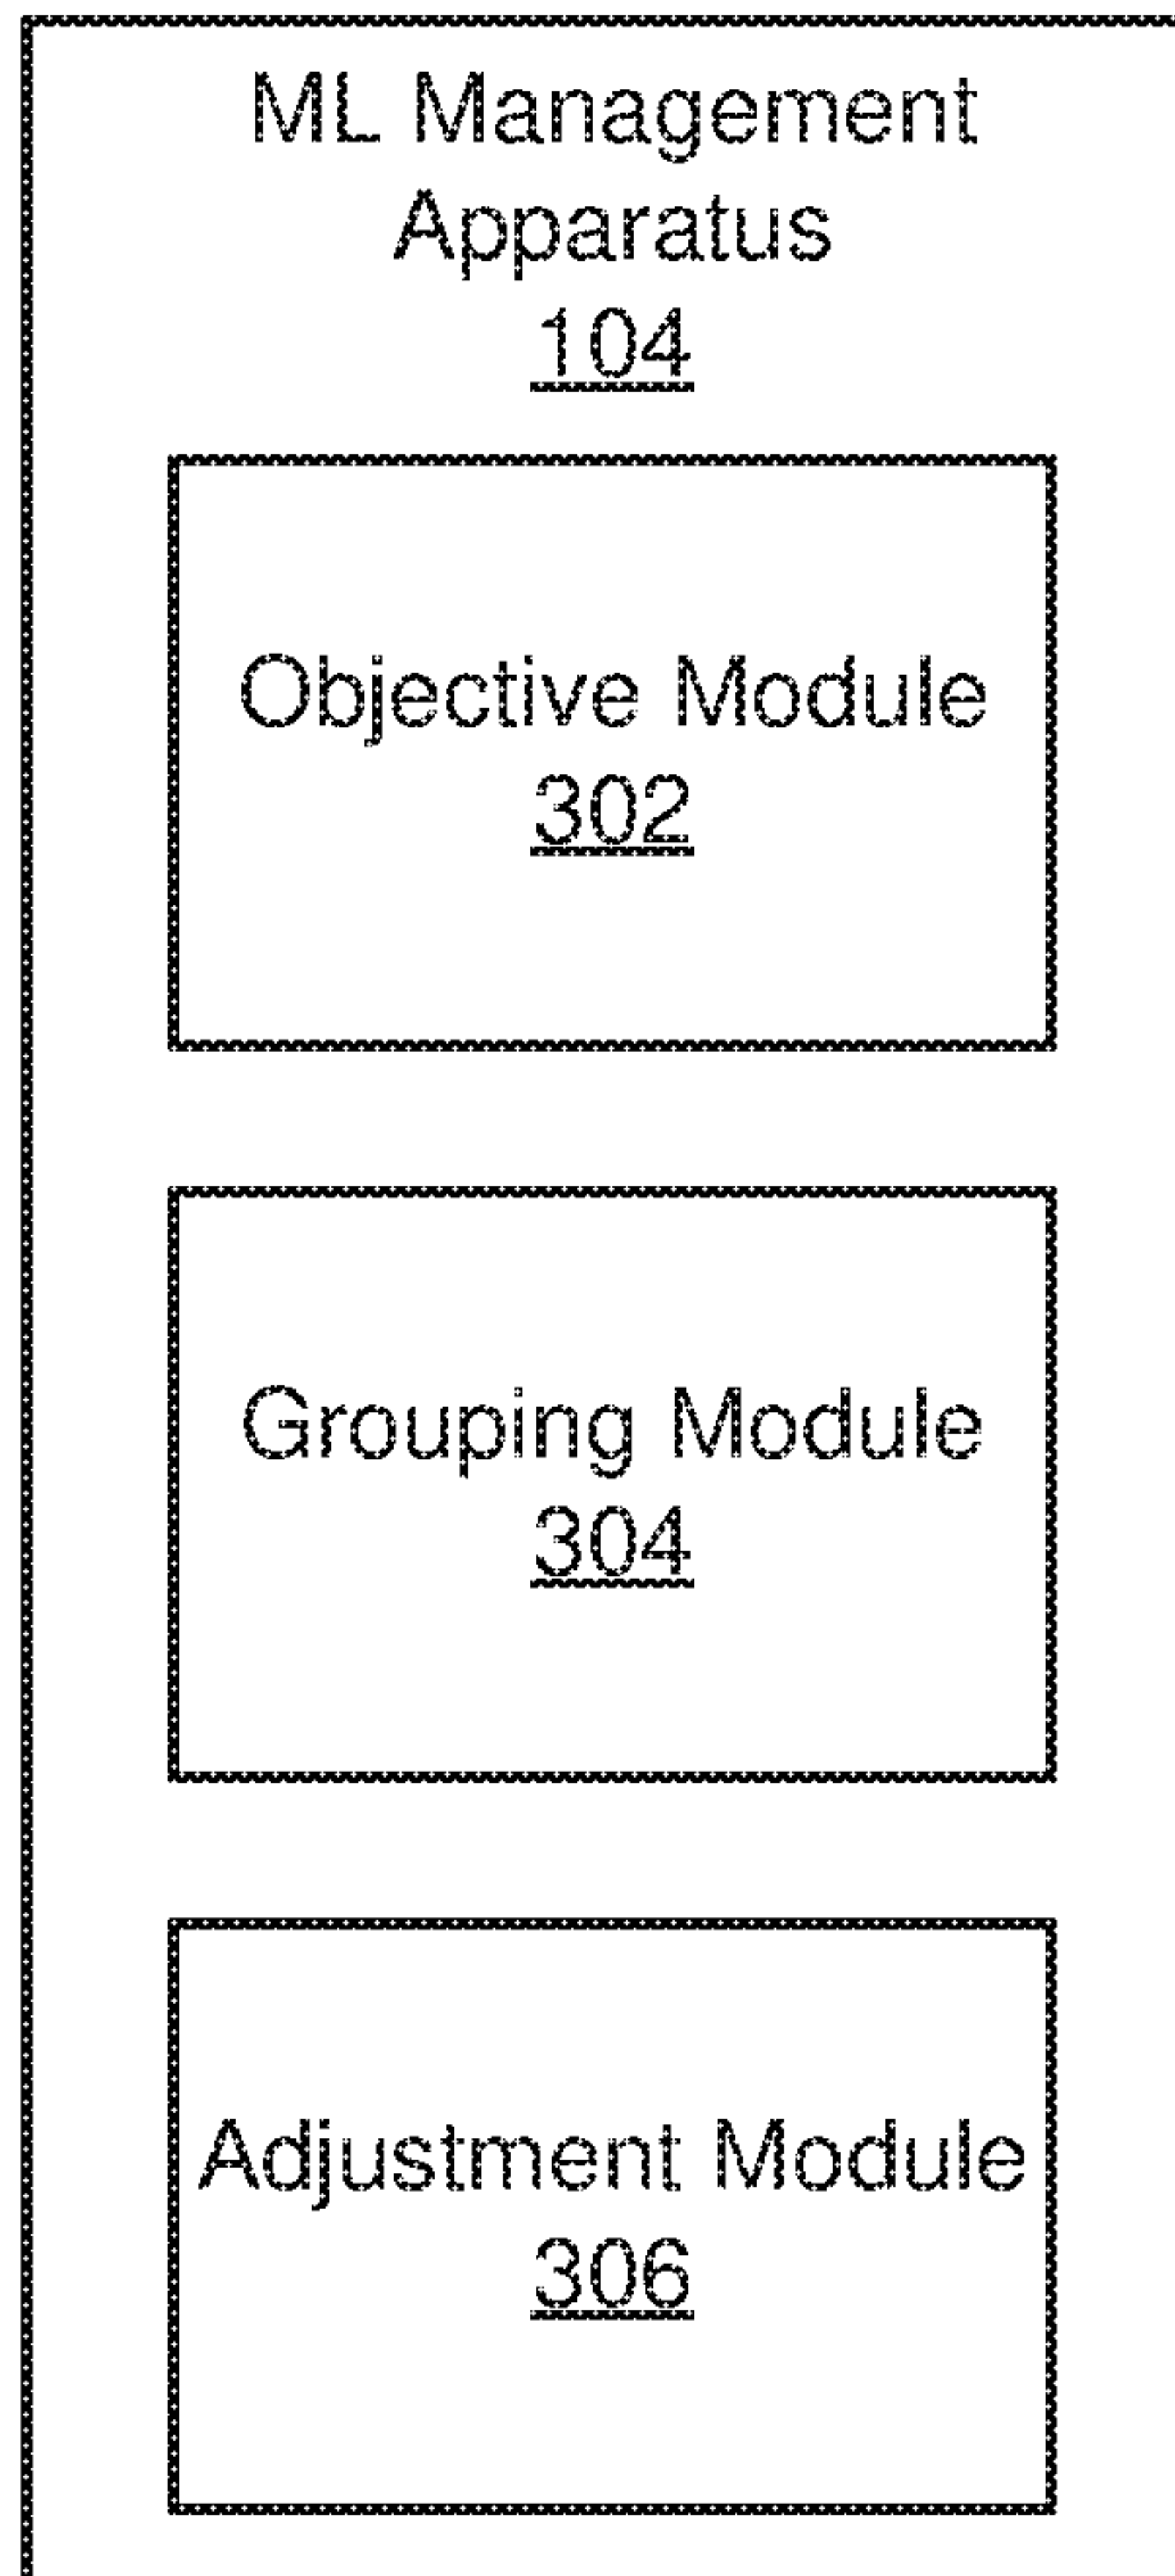 ML Management
Apparatus
104
Objective Module
302
Grouping Module
304
Adjustment Module
306